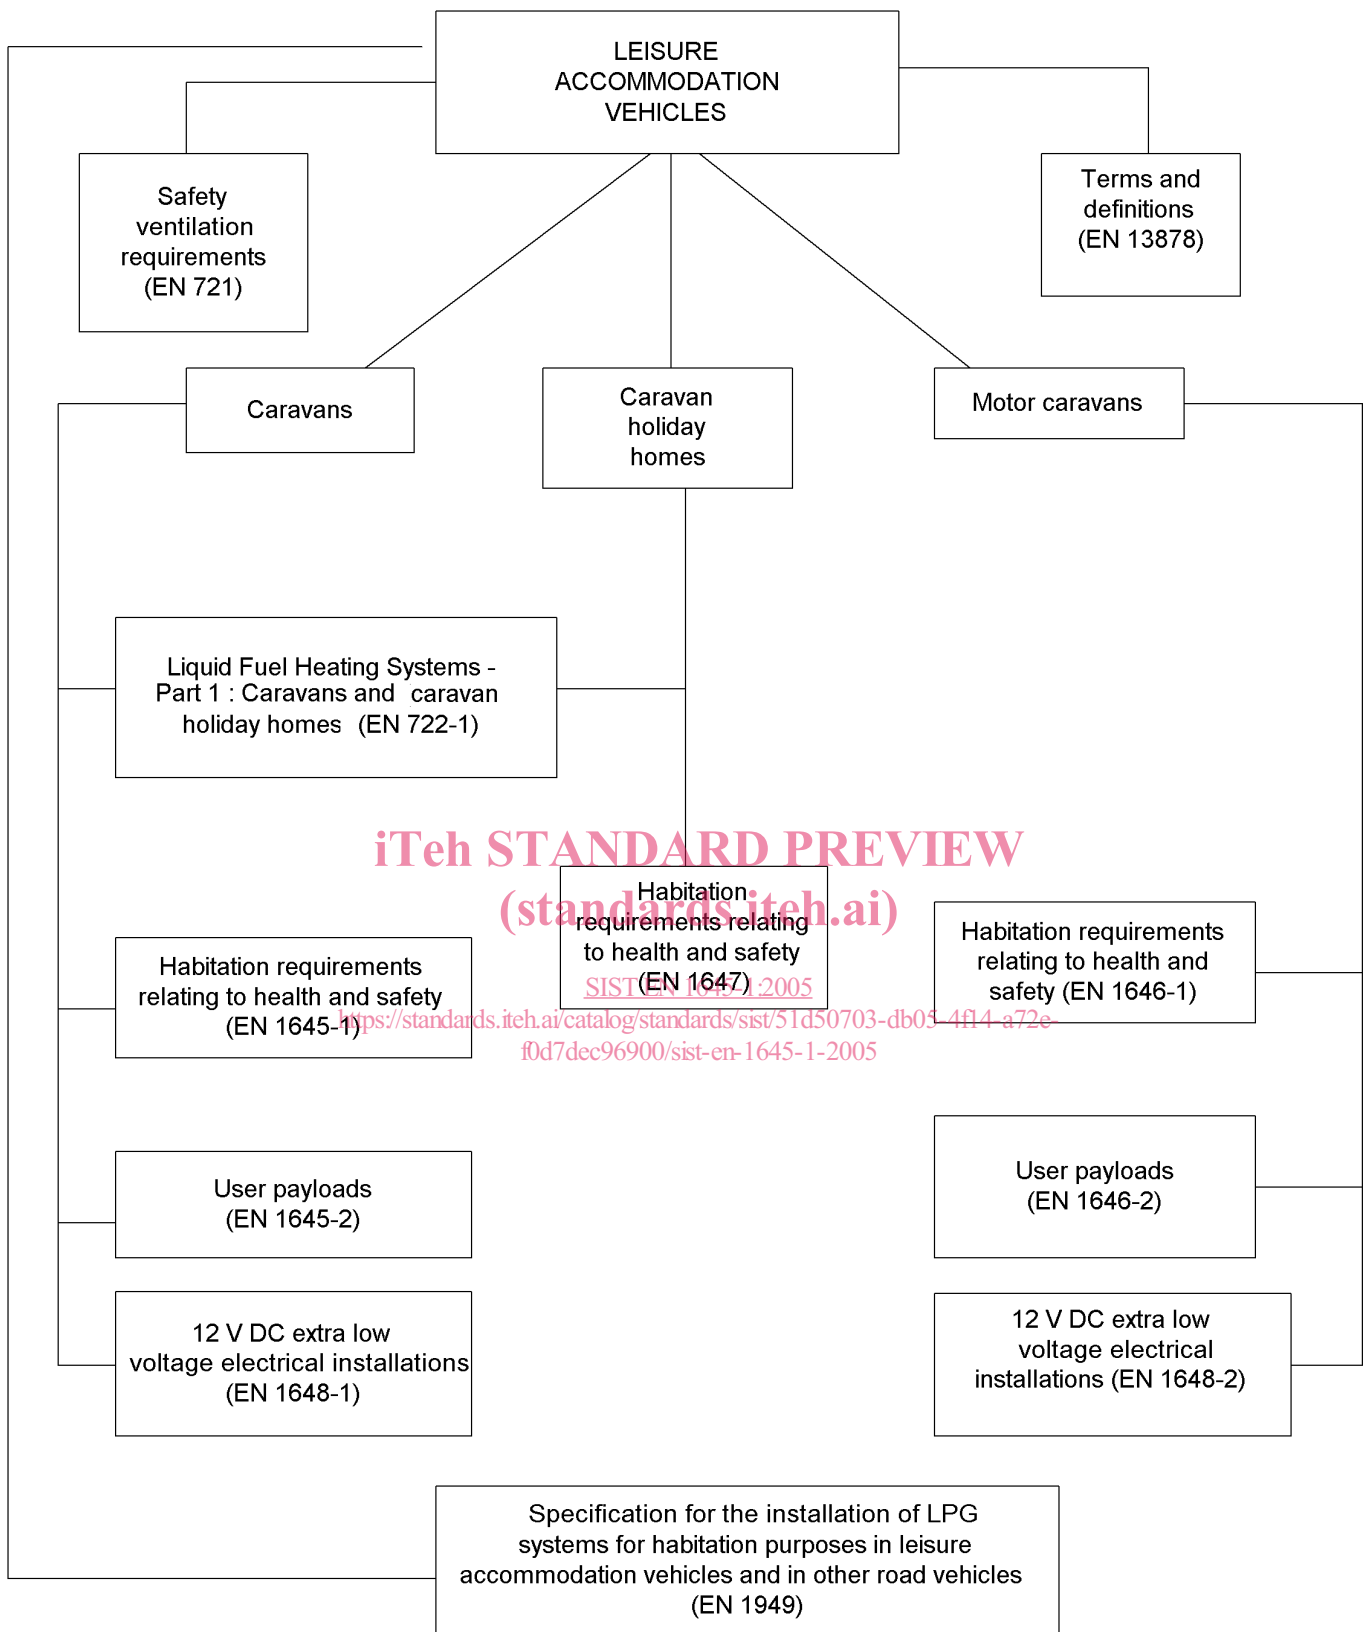 LEISURE
ACCOMMODATION
VEHICLES
Safety
ventilation
requirements
(EN 721)
Terms and
definitions
(EN 13878)
Caravans
Caravan
holiday
homes
Motor caravans
Liquid Fuel Heating Systems -
Part 1 : Caravans and caravan
holiday homes (EN 722-1)
iTeh STANDARD PREVIEW
(standards.iteh.ai)
Habitation
requirements relating
to health and safety
(EN 1647)
Habitation requirements
relating to health and
safety (EN 1646-1)
Habitation requirements
relating to health and safety
(EN 1645-1)
SIST EN 1645-1:2005
https://standards.iteh.ai/catalog/standards/sist/51d50703-db05-4f14-a72e-
f0d7dec96900/sist-en-1645-1-2005
User payloads
(EN 1645-2)
User payloads
(EN 1646-2)
12 V DC extra low
voltage electrical installations
(EN 1648-1)
12 V DC extra low
voltage electrical
installations (EN 1648-2)
Specification for the installation of LPG
systems for habitation purposes in leisure
accommodation vehicles and in other road vehicles
(EN 1949)